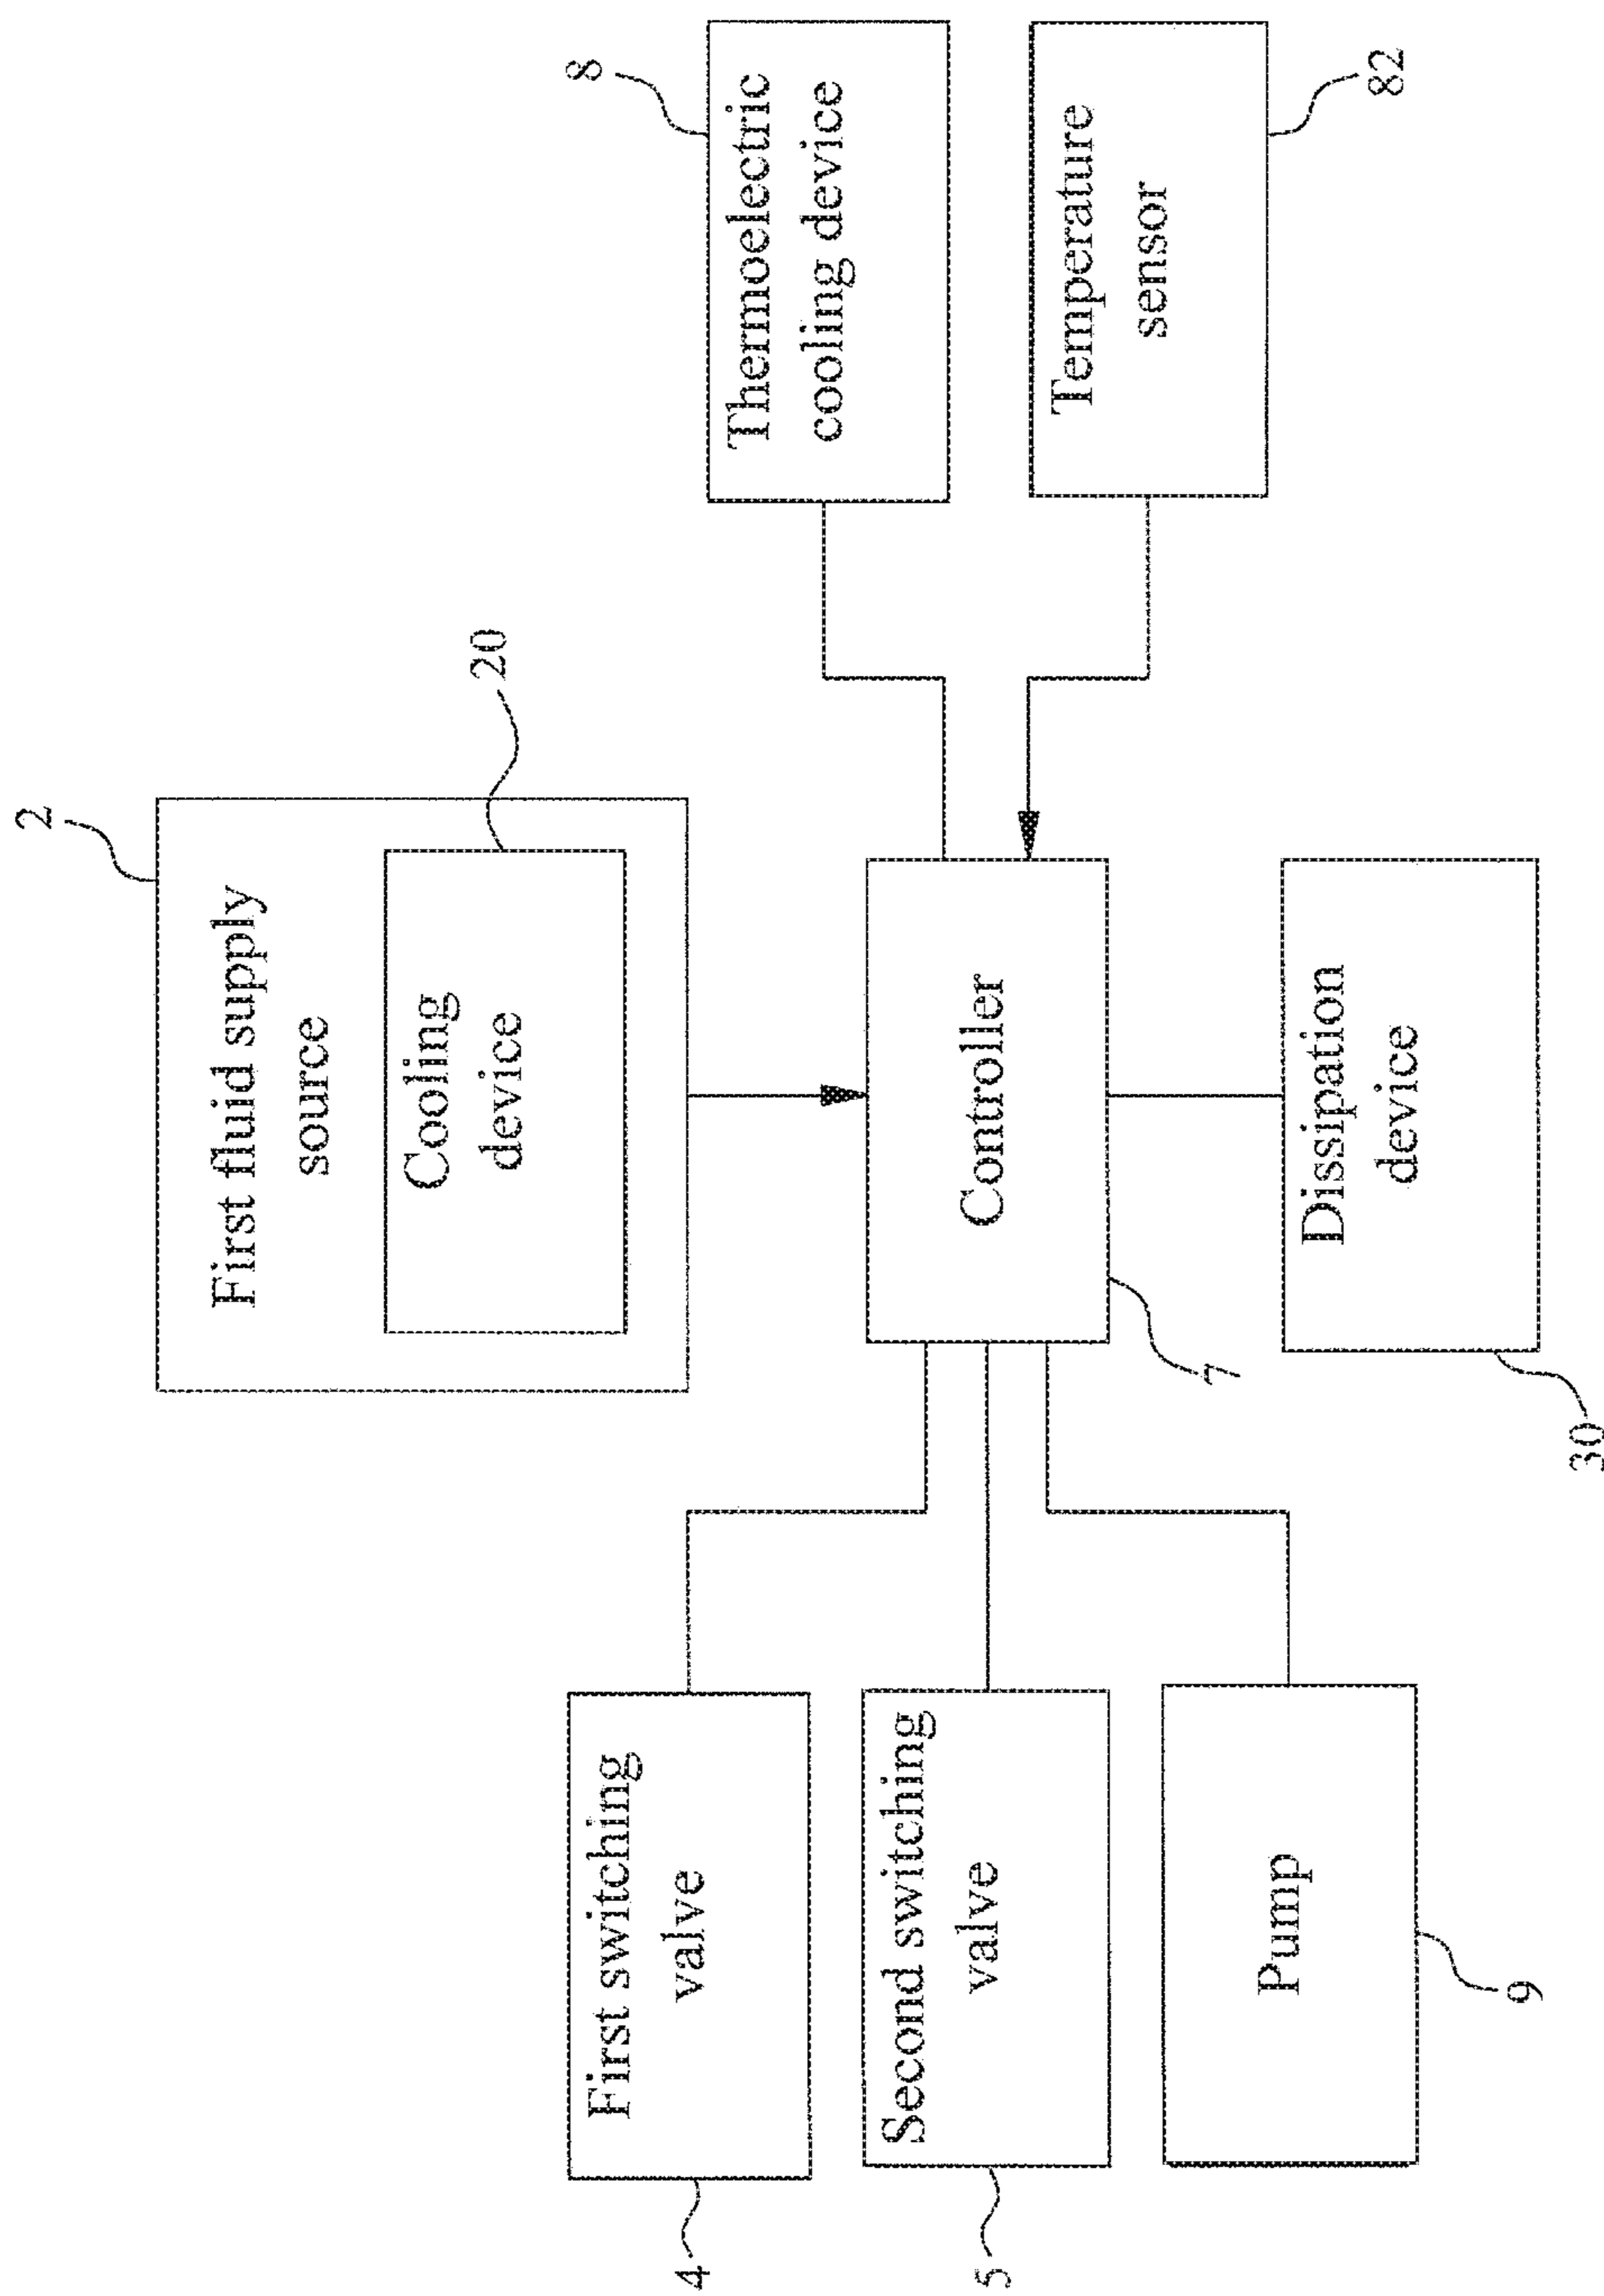 2
First fluid supply
source
20
Cooling
device
8
Thermoelectric
cooling device
First switching
valve
4
Second switching
valve
5
Controller
7
Temperature
sensor
82
Pump
9
Dissipation
device
30